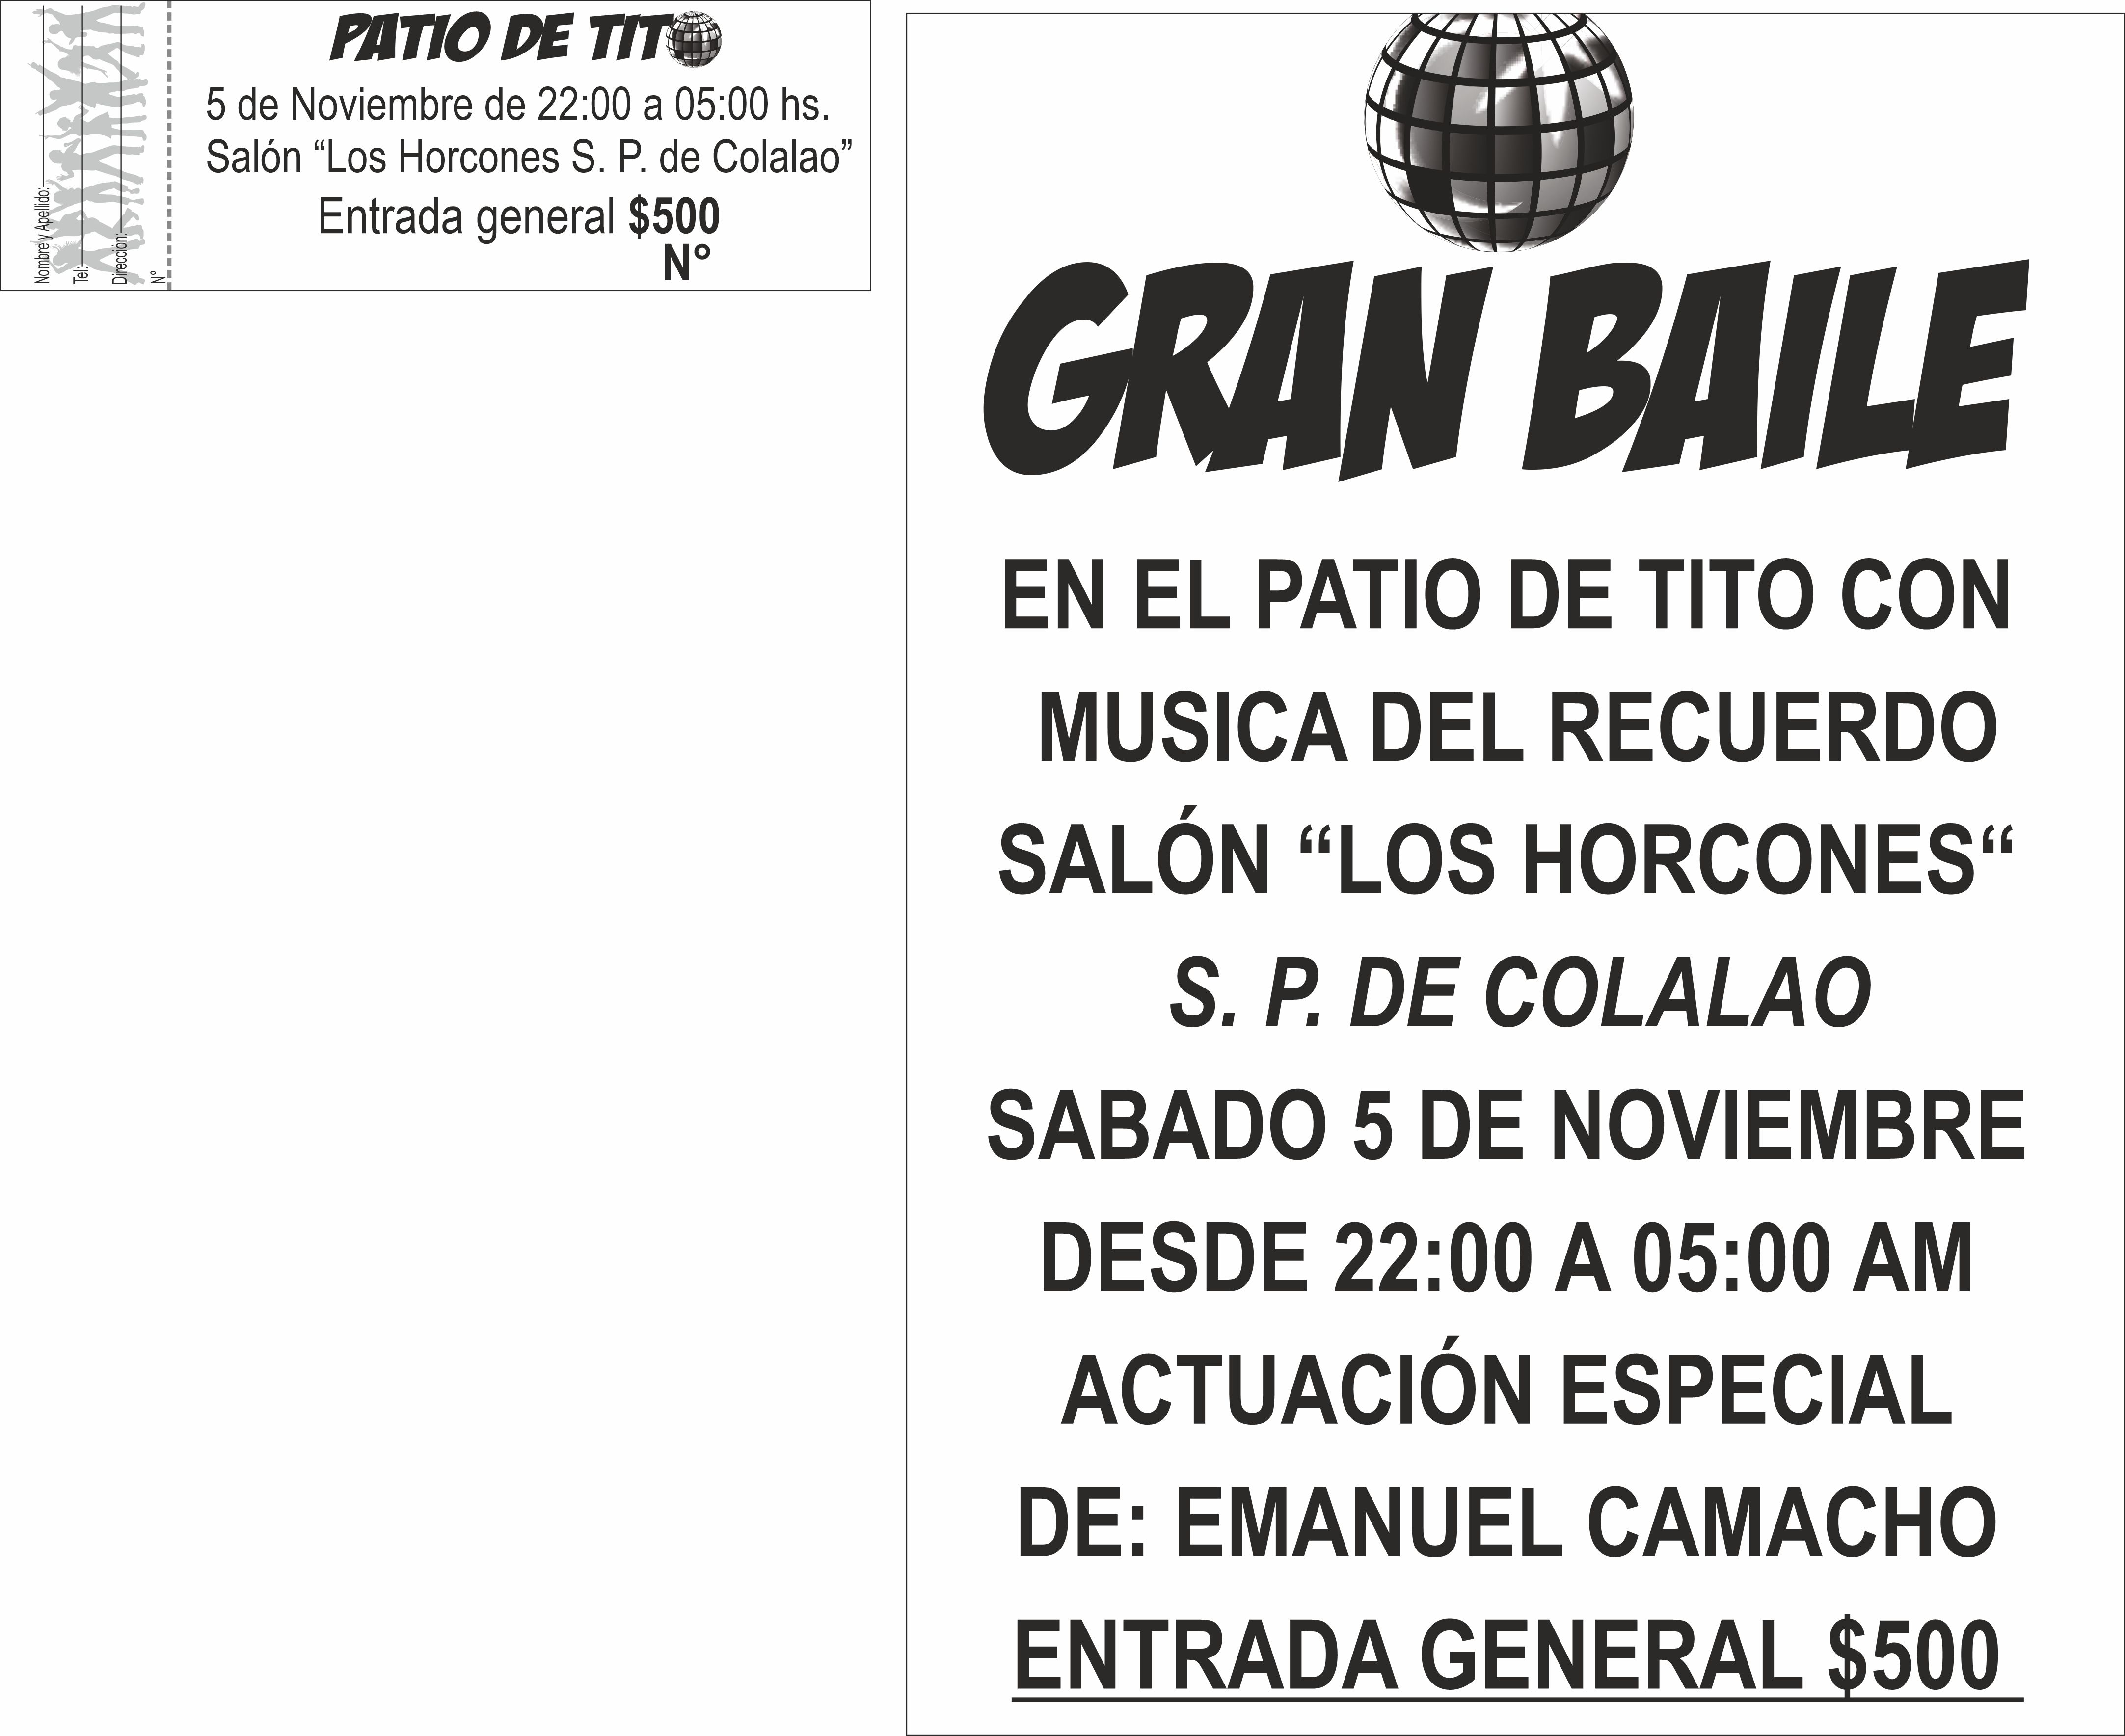 Nombre y Apellido:
Tel:
Dirección:
N°
PATIO DE TIT
5 de Noviembre de 22:00 a 05:00 hs.
Salón “Los Horcones S. P. de Colalao”
Entrada general $500
N°
GRAN BAILE
EN EL PATIO DE TITO CON
MUSICA DEL RECUERDO
SALÓN “LOS HORCONES“
S. P. DE COLALAO
SABADO 5 DE NOVIEMBRE
DESDE 22:00 A 05:00 AM
ACTUACIÓN ESPECIAL
DE: EMANUEL CAMACHO
ENTRADA GENERAL $500